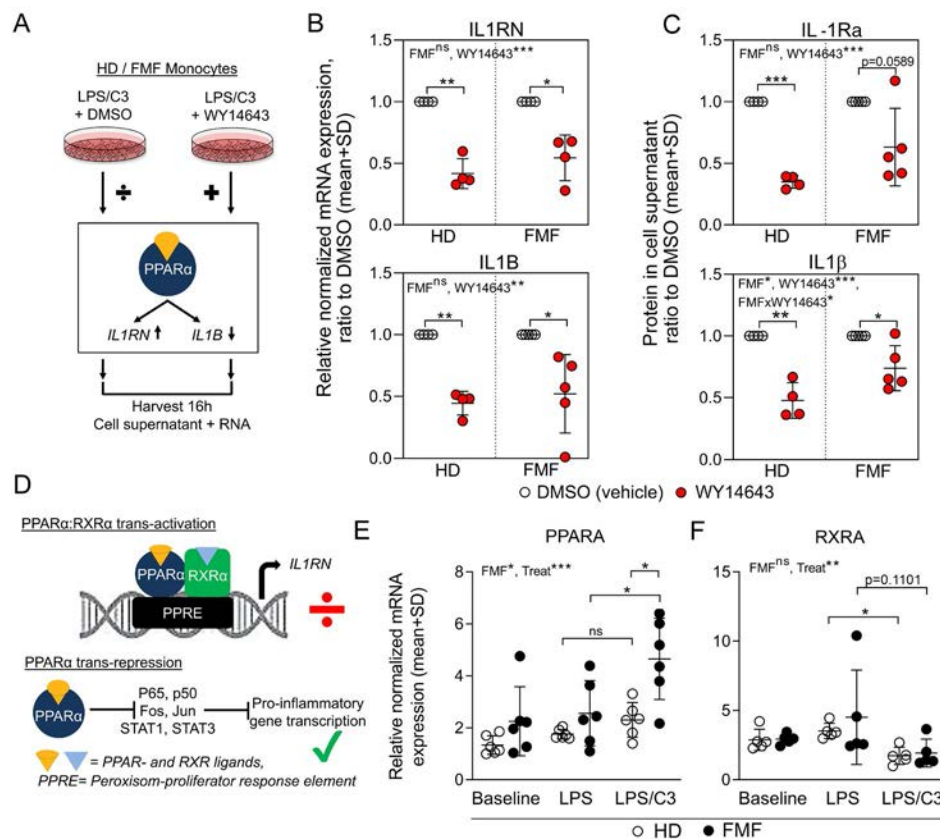 A
HD / FMF Monocytes
LPS/C3
+ DMSO
LPS/C3
+ WY14643
÷
+
PPARα
IL1RN
IL1B
Harvest 16h
Cell supernatant + RNA
B
Relative normalized mRNA expression,
ratio to DMSO (mean+SD)
IL1RN
FMFns, WY14643***
**
*
1.5
1.0
0.5
0.0
HD
FMF
IL1B
FMFns, WY14643**
**
*
1.5
1.0
0.5
0.0
HD
FMF
C
Protein in cell supernatant
ratio to DMSO (mean+SD)
IL -1Ra
FMFns, WY14643***
***
p=0.0589
1.5
1.0
0.5
0.0
HD
FMF
IL1β
FMF*, WY14643***,
FMFxWY14643*
**
*
1.5
1.0
0.5
0.0
HD
FMF
DMSO (vehicle)
WY14643
D
PPARα:RXRα trans-activation
PPARα
RXRα
PPRE
IL1RN
÷
PPARα trans-repression
PPARα
P65, p50
Fos, Jun
STAT1, STAT3
Pro-inflammatory
gene transcription
= PPAR- and RXR ligands,
PPRE= Peroxisom-proliferator response element
E
Relative normalized mRNA
expression (mean+SD)
PPARA
FMF*, Treat***
*
*
ns
8
6
4
2
0
Baseline
LPS
LPS/C3
F
RXRA
FMFns, Treat**
p=0.1101
*
15
10
5
0
Baseline
LPS
LPS/C3
HD
FMF